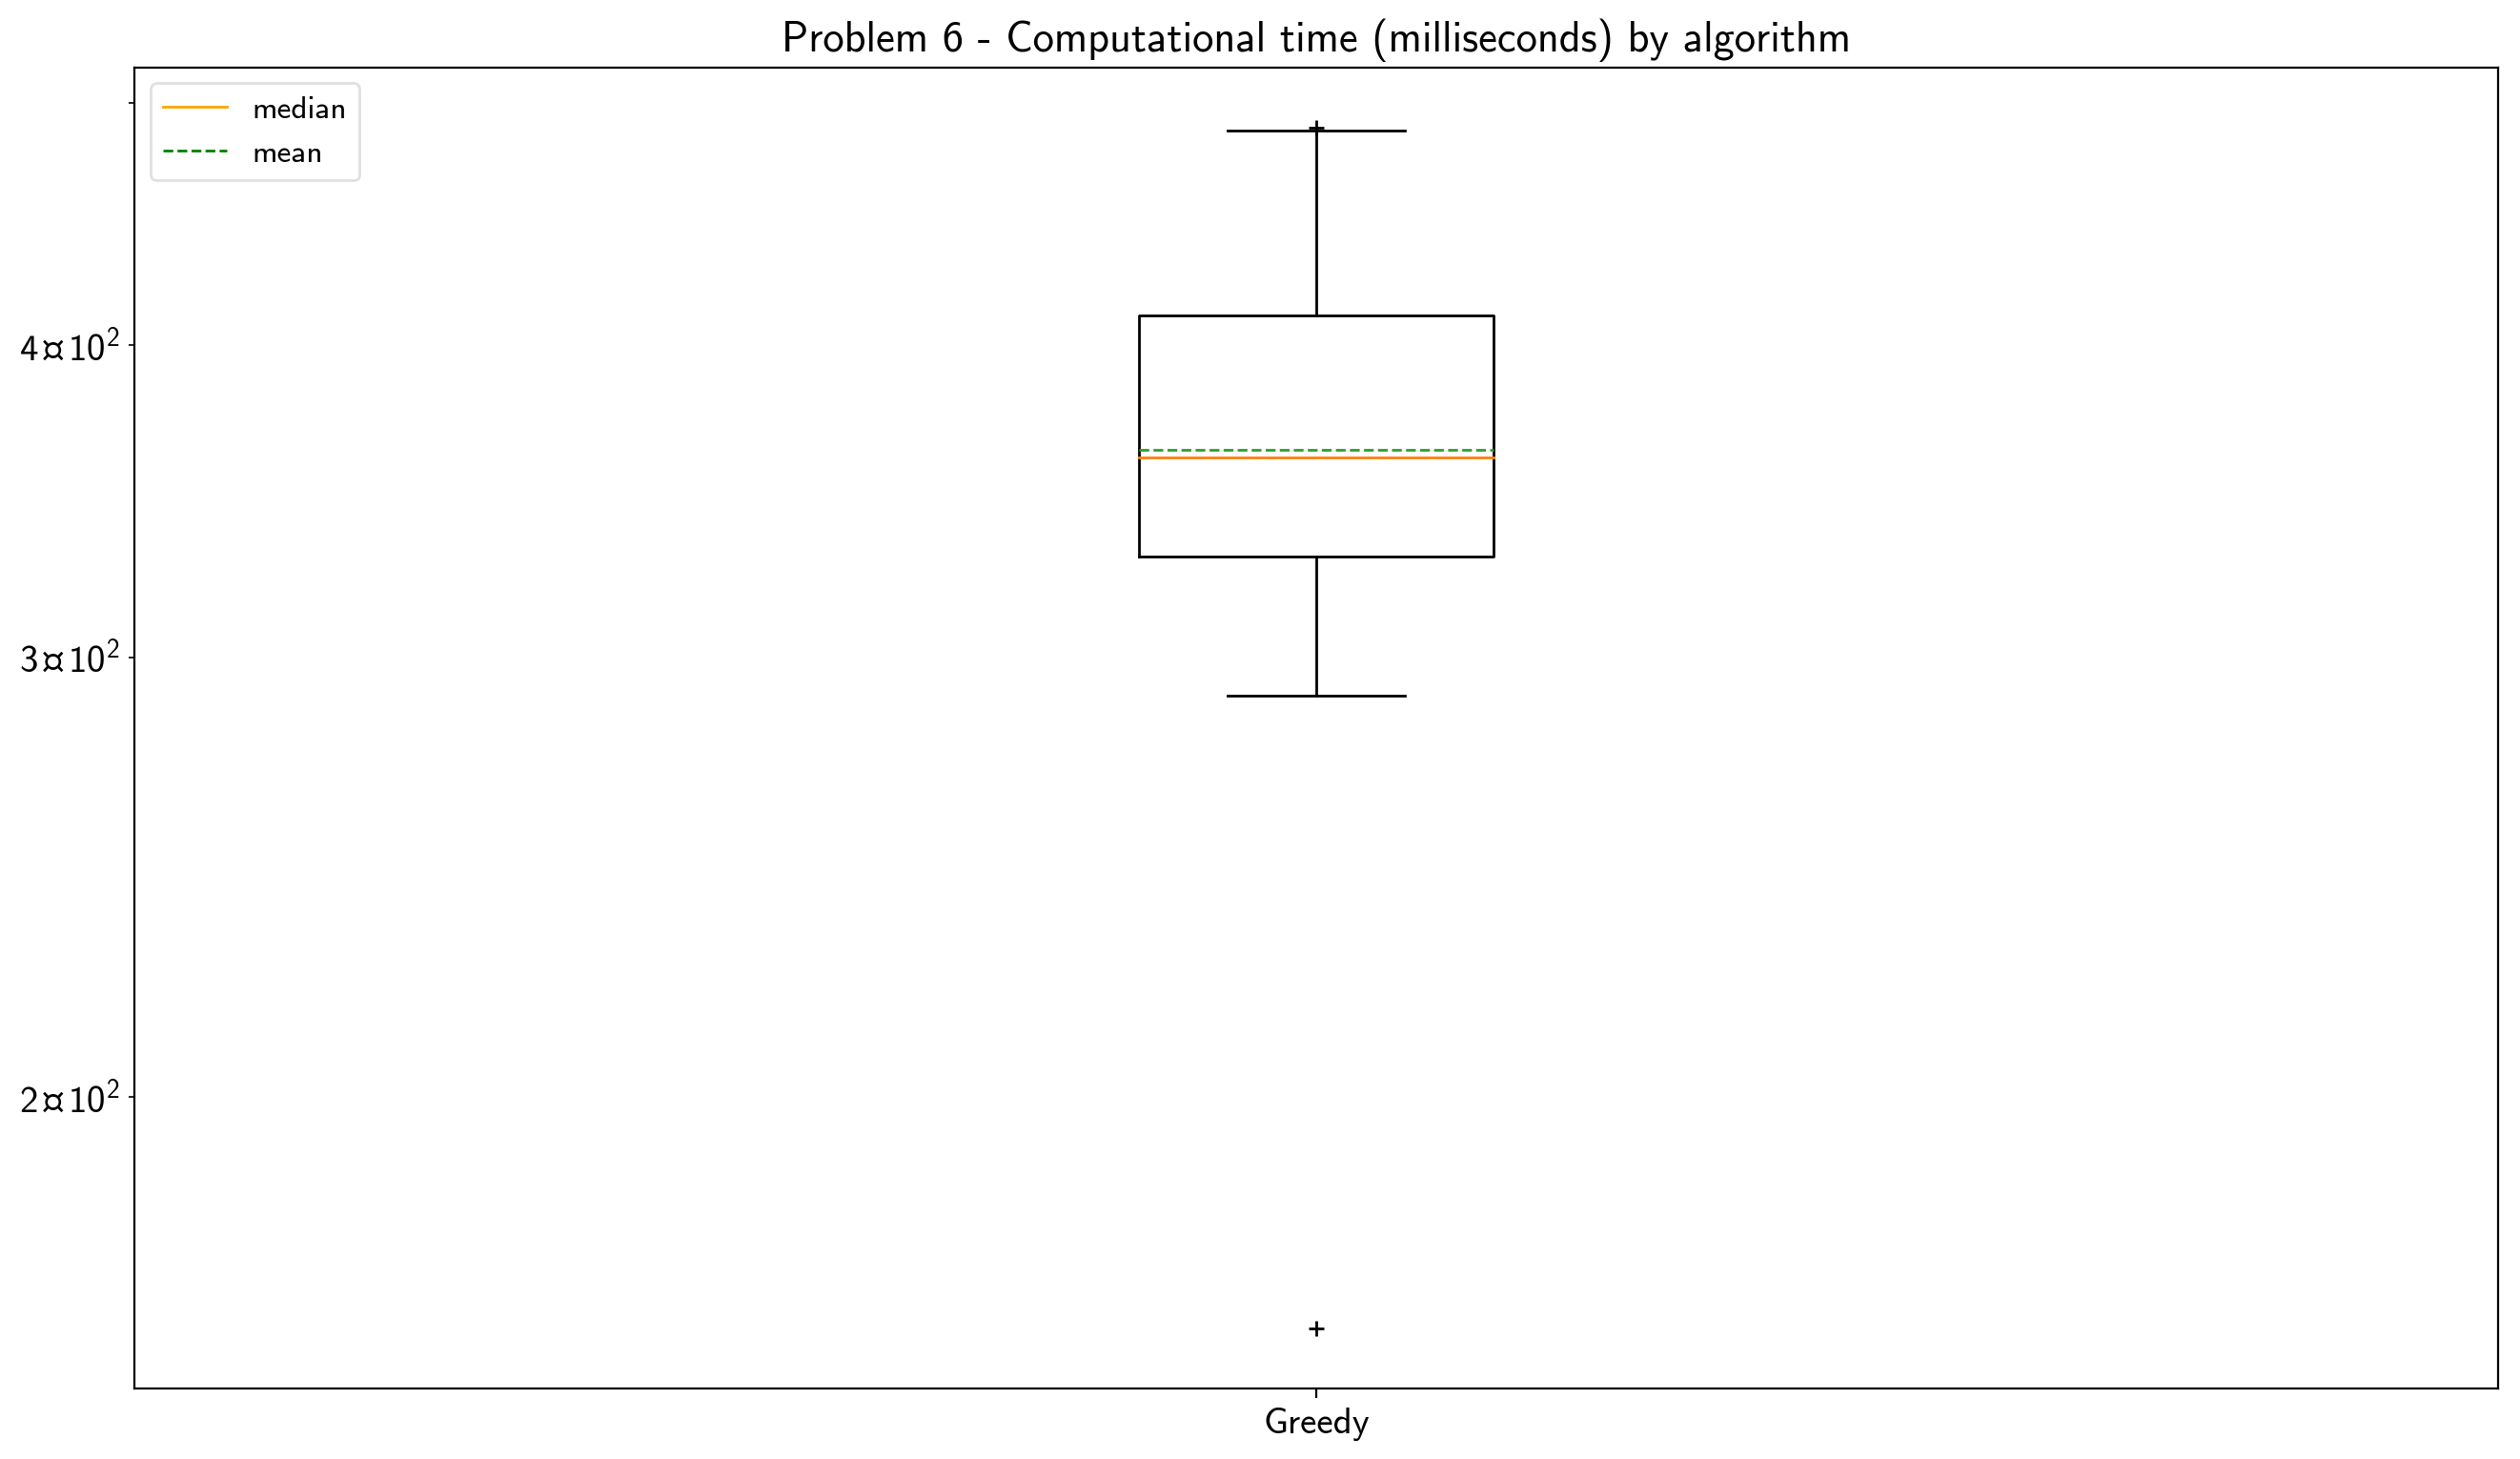 Problem 6 - Computational time (milliseconds) by algorithm
median
mean
4¤10²
3¤10²
2¤10²
Greedy